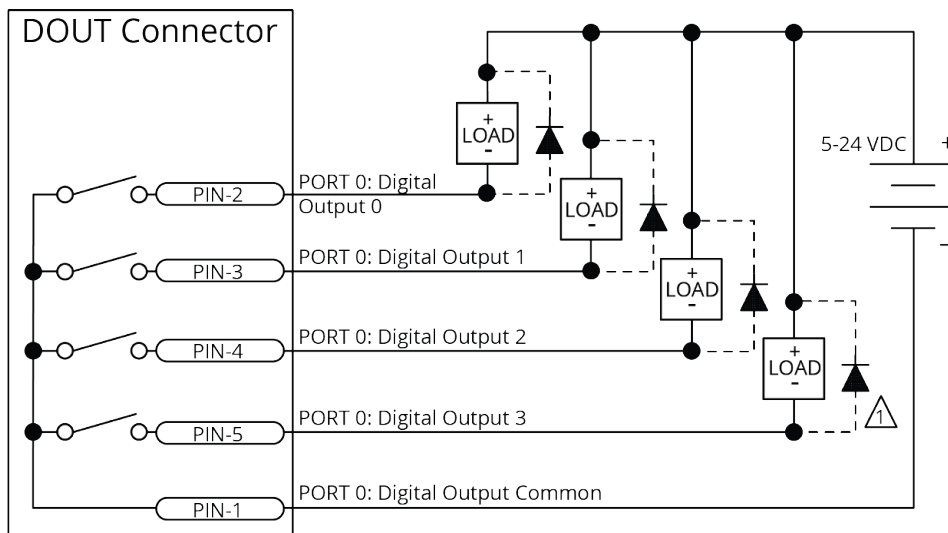 DOUT Connector
+
LOAD
-
5-24 VDC
+
-
PIN-2
PORT 0: Digital
Output 0
+
LOAD
-
PIN-3
PORT 0: Digital Output 1
+
LOAD
-
PIN-4
PORT 0: Digital Output 2
+
LOAD
-
1
PIN-5
PORT 0: Digital Output 3
PIN-1
PORT 0: Digital Output Common